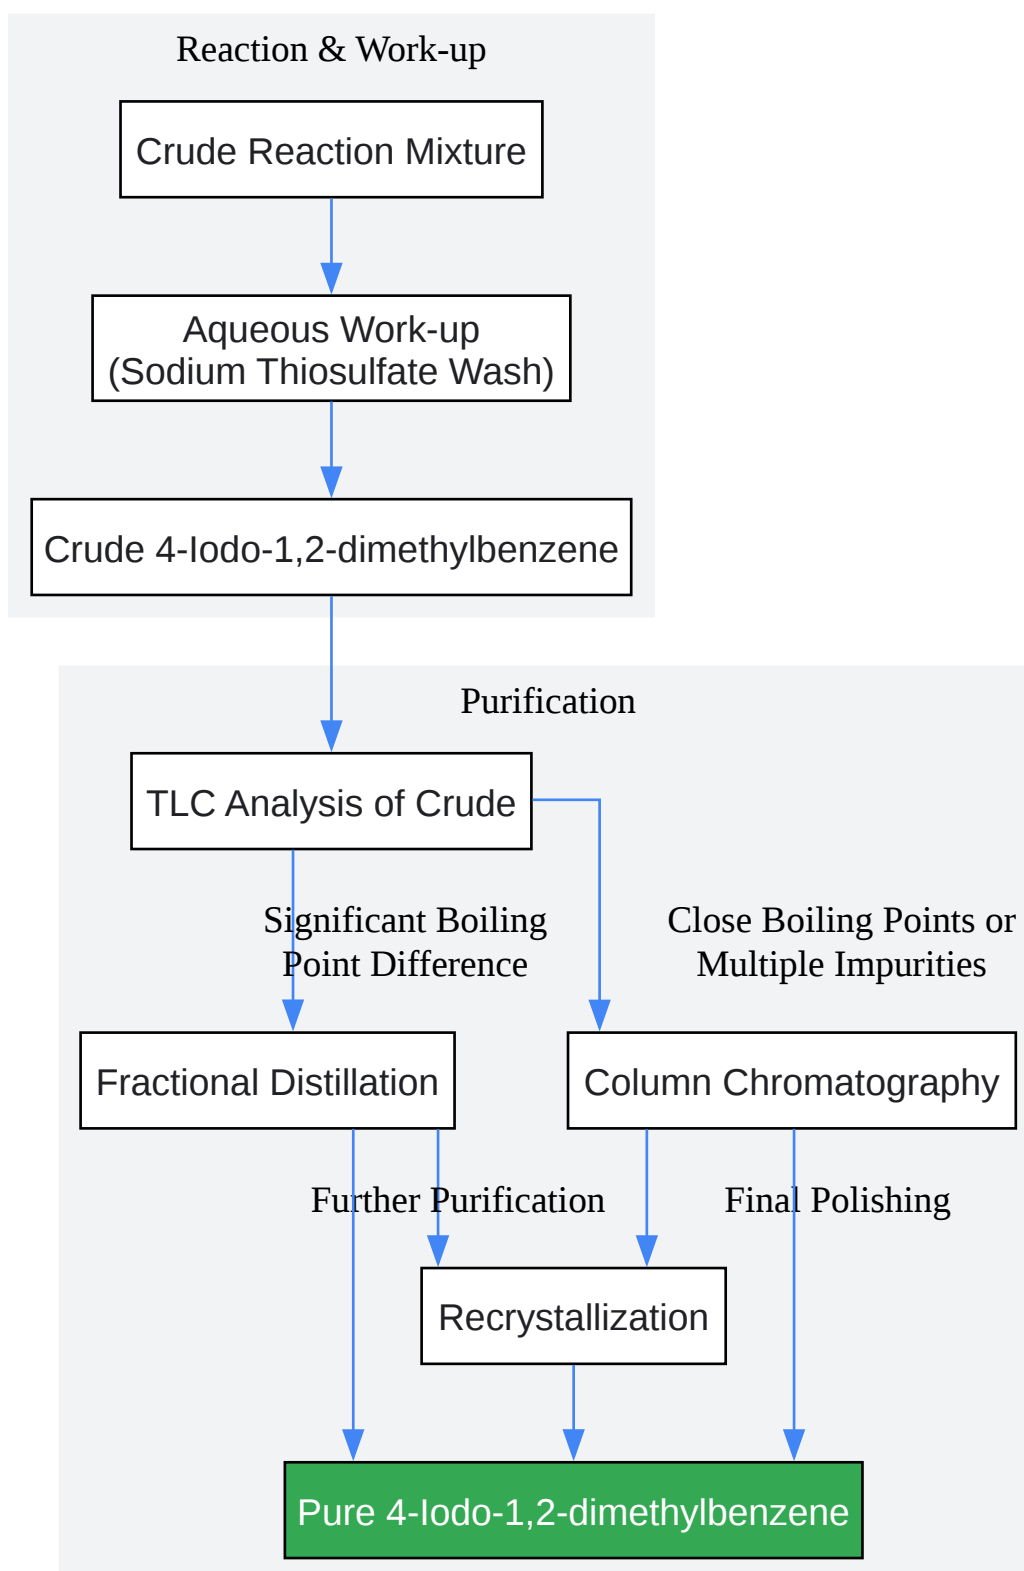 Reaction & Work-up
Crude Reaction Mixture
Aqueous Work-up
(Sodium Thiosulfate Wash)
Crude 4-Iodo-1,2-dimethylbenzene
Purification
TLC Analysis of Crude
Significant Boiling
Point Difference
Close Boiling Points or
Multiple Impurities
Fractional Distillation
Column Chromatography
Further Purification
Final Polishing
Recrystallization
Pure 4-Iodo-1,2-dimethylbenzene